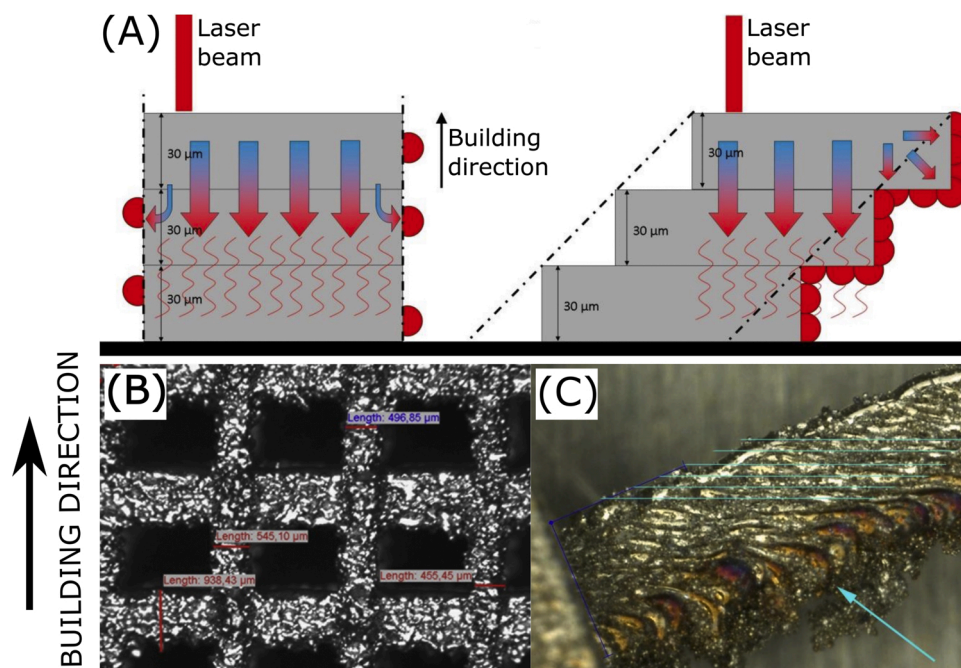 (A)
Laser
beam
Laser
beam
Building
direction
30 µm
30 µm
30 µm
30 µm
30 µm
30 µm
BUILDING DIRECTION
(B)
Length: 496,85 µm
Length: 545,10 µm
Length: 938,43 µm
Length: 455,45 µm
(C)